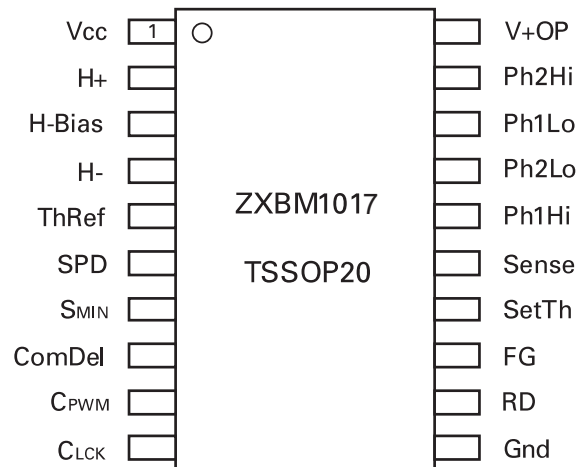 Vcc 1 V+OP
H+ Ph2Hi
H-Bias Ph1Lo
H- Ph2Lo
ThRef ZXBM1017 Ph1Hi
SPD TSSOP20 Sense
SMIN SetTh
ComDel FG
CPWM RD
CLCK Gnd